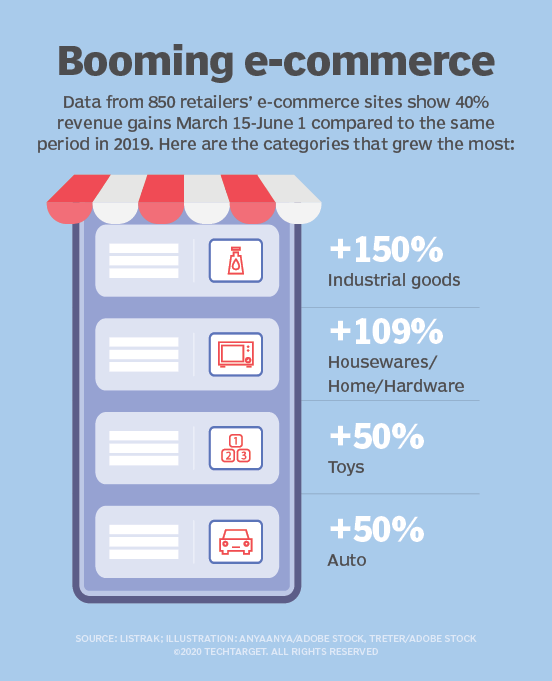 Booming e-commerce
Data from 850 retailers’ e-commerce sites show 40%
revenue gains March 15-June 1 compared to the same
period in 2019. Here are the categories that grew the most:
+150%
Industrial goods
+109%
Housewares/
Home/Hardware
1
2 3
+50%
Toys
+50%
Auto
SOURCE: LISTRAK; ILLUSTRATION: ANYAANYA/ADOBE STOCK, TRETER/ADOBE STOCK
©2020 TECHTARGET. ALL RIGHTS RESERVED